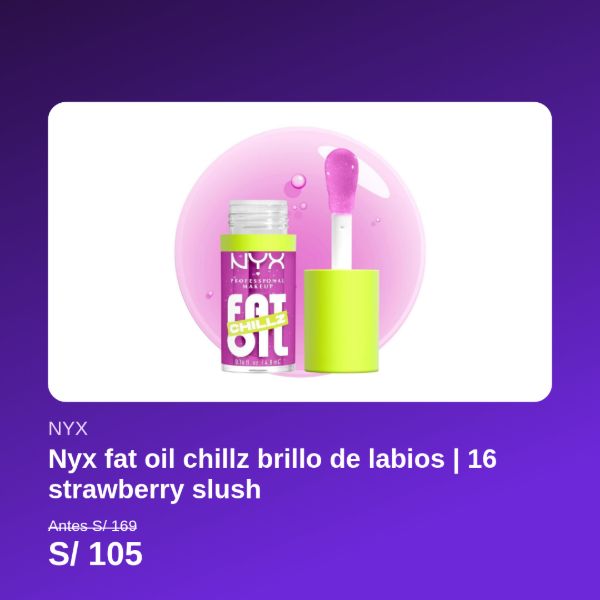 NYX
PROFESSIONAL
MAKEUP
FAT
CHILLZ
OIL
NYX
Nyx fat oil chillz brillo de labios | 16
strawberry slush
Antes S/ 169
S/ 105